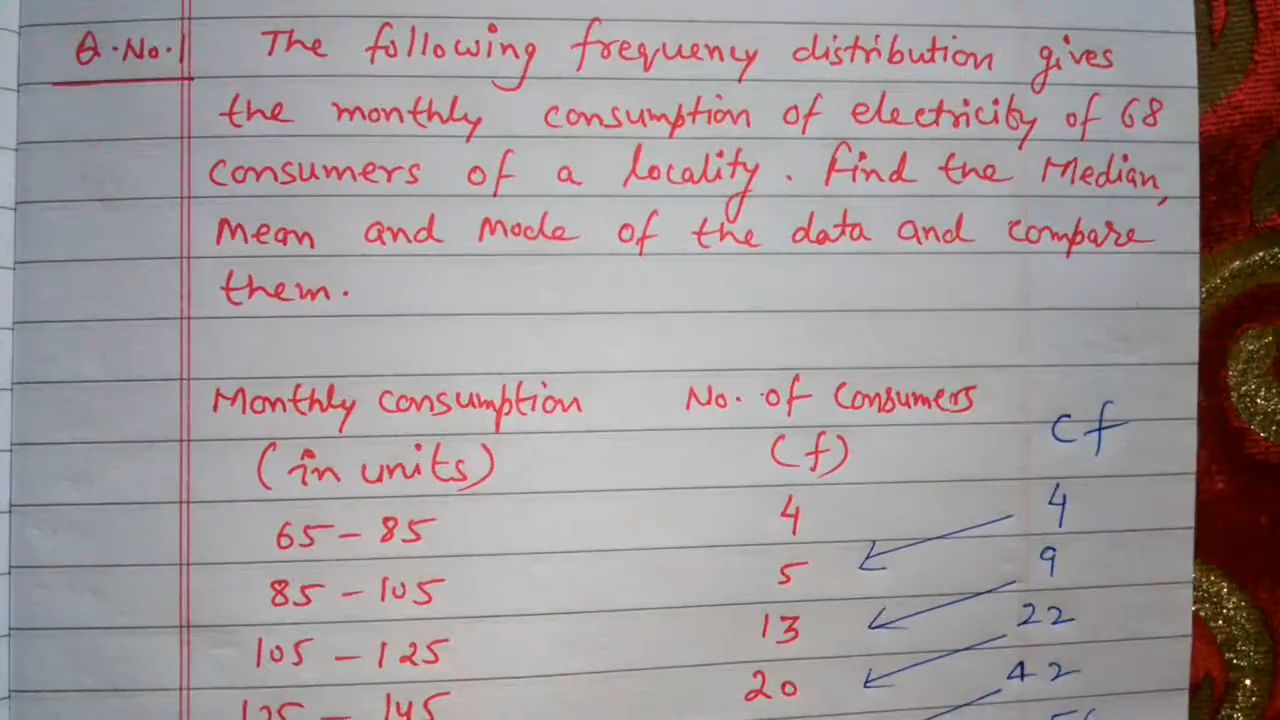 Q.No.1 The following frequency distribution gives
the monthly consumption of electricity of 68
consumers of a locality. Find the Median,
Mean and Mode of the data and compare
them.
Monthly consumption No. of Consumers cf
(in units) (f)
65-85 4 4
85-105 5 9
105-125 13 22
125-145 20 42